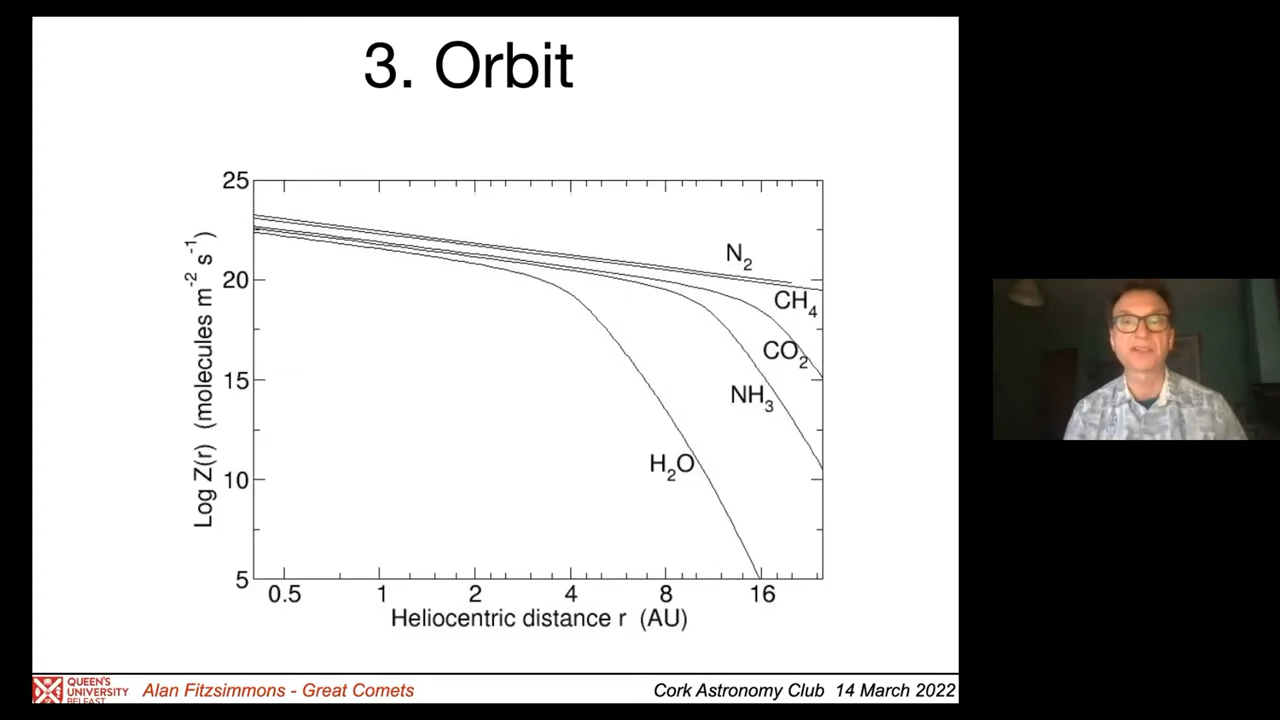 3. Orbit
25
20
15
10
5
Log Z(r) (molecules m⁻² s⁻¹)
N₂
CH₄
CO₂
NH₃
H₂O
0.5 1 2 4 8 16
Heliocentric distance r (AU)
QUEEN'S
UNIVERSITY
BELFAST
Alan Fitzsimmons - Great Comets
Cork Astronomy Club 14 March 2022